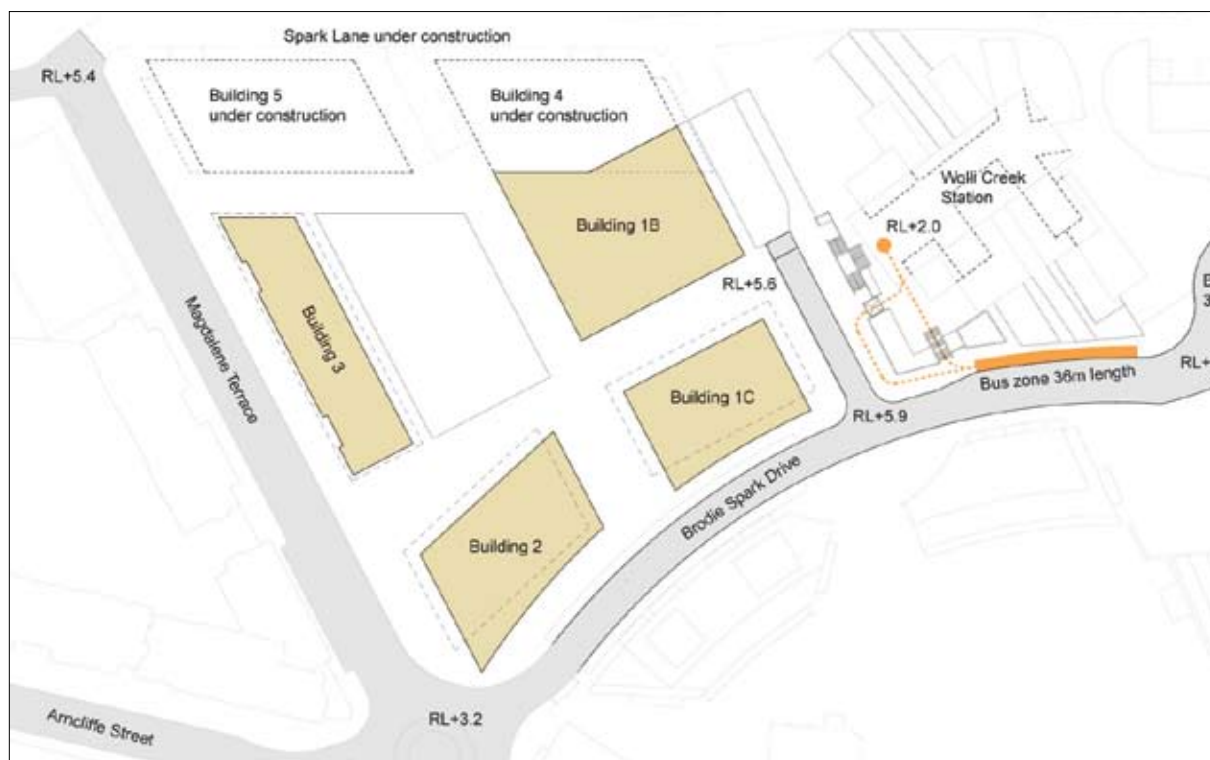 Spark Lane under construction
RL+5.4
Building 5
under construction
Building 4
under construction
Wolli Creek
Station
RL+2.0
Building 1B
RL+5.6
Building 3
Magdalene Terrace
Building 1C
Bus zone 36m length
RL+
RL+5.9
Brodie Spark Drive
Building 2
RL+3.2
Arncliffe Street